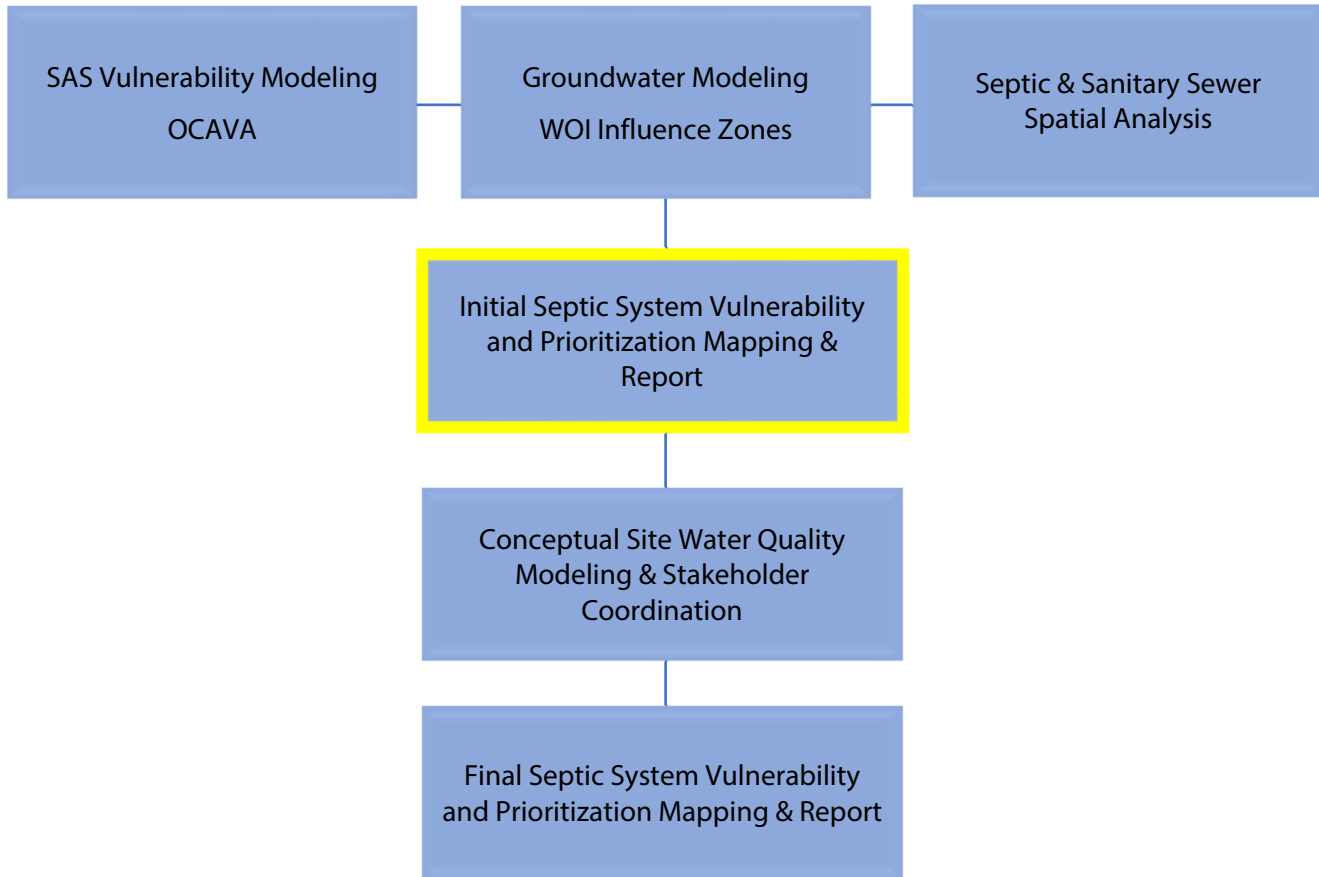 SAS Vulnerability Modeling
OCAVA
Groundwater Modeling
WOI Influence Zones
Septic & Sanitary Sewer
Spatial Analysis
Initial Septic System Vulnerability
and Prioritization Mapping &
Report
Conceptual Site Water Quality
Modeling & Stakeholder
Coordination
Final Septic System Vulnerability
and Prioritization Mapping & Report